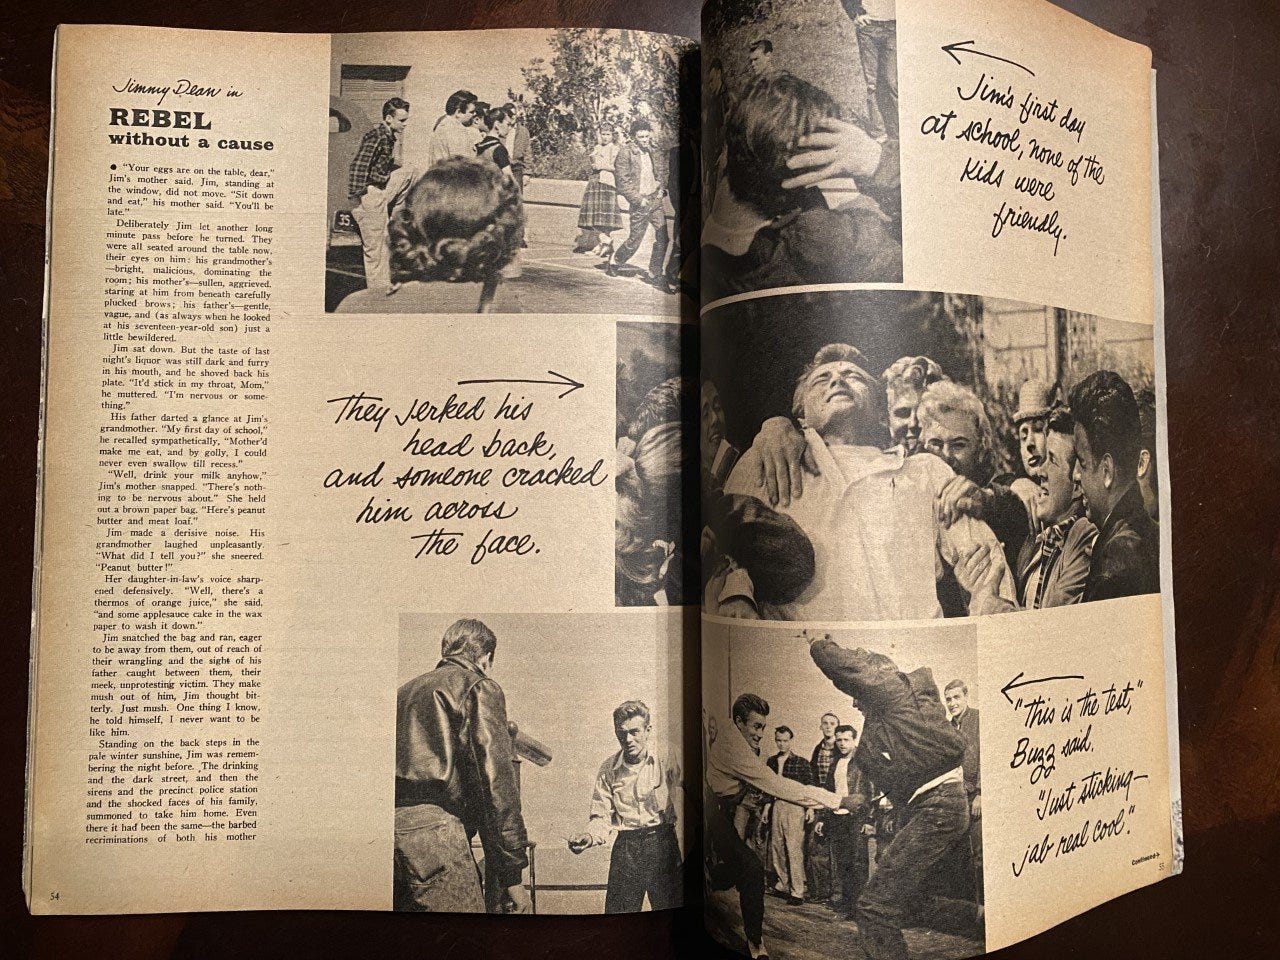 Jimmy Dean in
REBEL
without a cause
● "Your eggs are on the table, dear,"
Jim's mother said. Jim, standing at
the window, did not move. "Sit down
and eat," his mother said. "You'll be
late."
Deliberately Jim let another long
minute pass before he turned. They
were all seated around the table now,
their eyes on him: his grandmother's
—bright, malicious, dominating the
room; his mother's—sullen, aggrieved,
staring at him from beneath carefully
plucked brows; his father's—gentle,
vague, and (as always when he looked
at his seventeen-year-old son) just a
little bewildered.
Jim sat down. But the taste of last
night's liquor was still dark and furry
in his mouth, and he shoved back his
plate. "It'd stick in my throat, Mom,"
he muttered. "I'm nervous or some-
thing."
His father darted a glance at Jim's
grandmother. "My first day of school,"
he recalled sympathetically, "Mother'd
make me eat, and by golly, I could
never even swallow till recess."
"Well, drink your milk anyhow,"
Jim's mother snapped. "There's noth-
ing to be nervous about." She held
out a brown paper bag. "Here's peanut
butter and meat loaf."
Jim made a derisive noise. His
grandmother laughed unpleasantly.
"What did I tell you?" she sneered.
"Peanut butter!"
Her daughter-in-law's voice sharp-
ened defensively. "Well, there's a
thermos of orange juice," she said,
"and some applesauce cake in the wax
paper to wash it down."
Jim snatched the bag and ran, eager
to be away from them, out of reach of
their wrangling and the sight of his
father caught between them, their
meek, unprotesting victim. They make
mush out of him, Jim thought bit-
terly. Just mush. One thing I know,
he told himself, I never want to be
like him.
Standing on the back steps in the
pale winter sunshine, Jim was remem-
bering the night before. The drinking
and the dark street, and then the
sirens and the precinct police station
and the shocked faces of his family,
summoned to take him home. Even
there it had been the same—the barbed
recriminations of both his mother
54
35
They jerked his
head back,
and someone cracked
him across
the face.
Jim's first day
at school, none of the
kids were
friendly.
"This is the test,"
Buzz said.
"Just sticking—
jab real cool."
Continued→
55